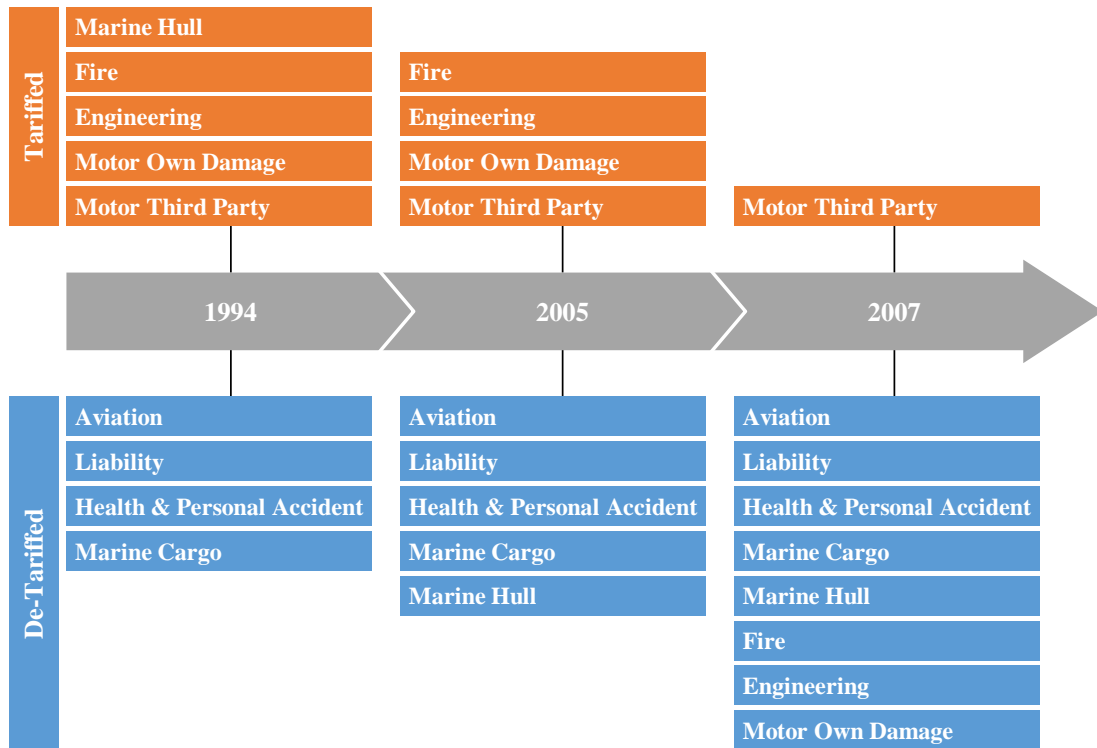 Tariffed
Marine Hull
Fire
Engineering
Motor Own Damage
Motor Third Party
Fire
Engineering
Motor Own Damage
Motor Third Party
Motor Third Party
1994
2005
2007
De-Tariffed
Aviation
Liability
Health & Personal Accident
Marine Cargo
Aviation
Liability
Health & Personal Accident
Marine Cargo
Marine Hull
Aviation
Liability
Health & Personal Accident
Marine Cargo
Marine Hull
Fire
Engineering
Motor Own Damage